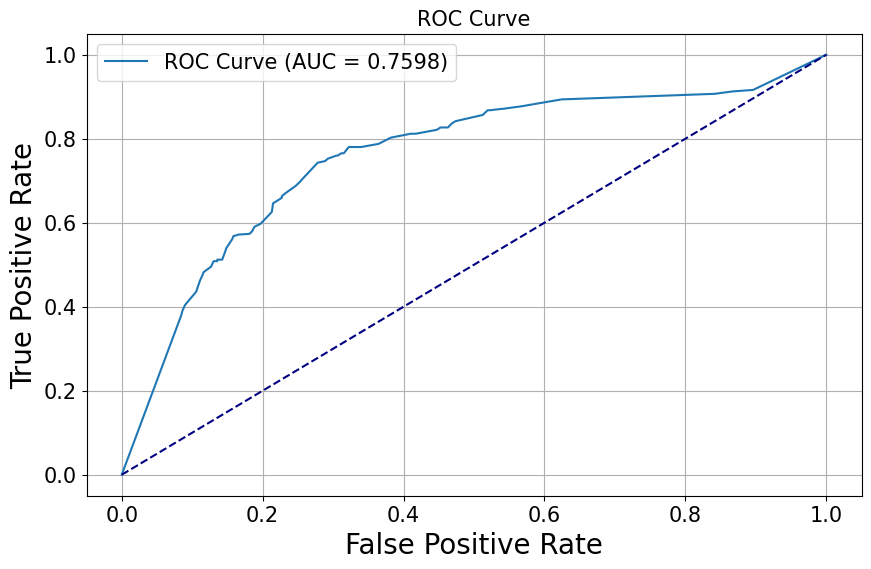 ROC Curve
ROC Curve (AUC = 0.7598)
True Positive Rate
1.0
0.8
0.6
0.4
0.2
0.0
0.0 0.2 0.4 0.6 0.8 1.0
False Positive Rate